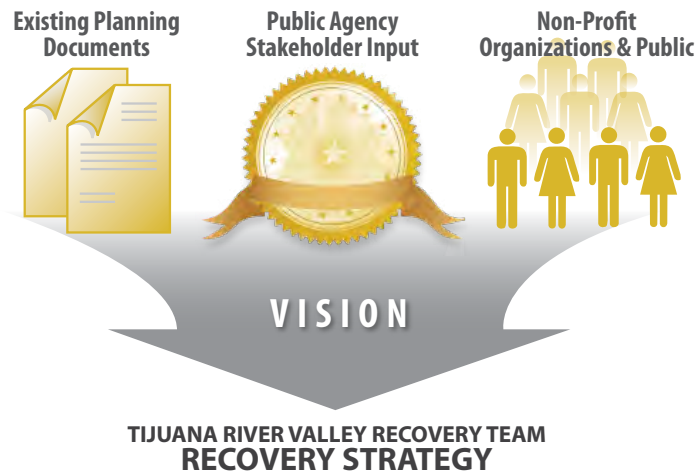 Existing Planning
Documents
Public Agency
Stakeholder Input
Non-Profit
Organizations & Public
VISION
TIJUANA RIVER VALLEY RECOVERY TEAM
RECOVERY STRATEGY